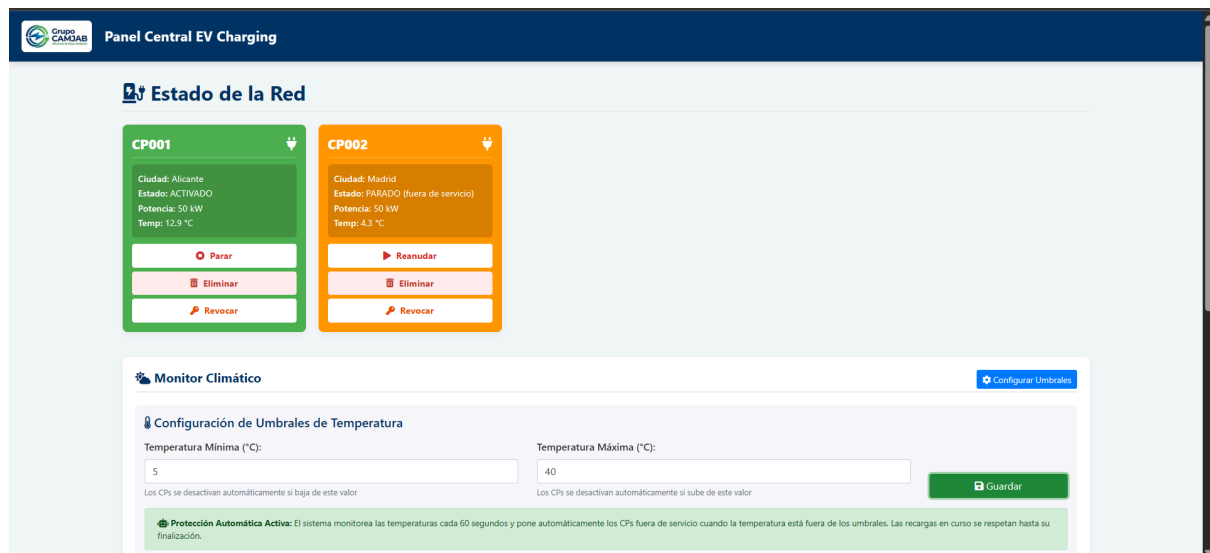 Grupo
CAMJAB
Panel Central EV Charging
Estado de la Red
CP001
Ciudad: Alicante
Estado: ACTIVADO
Potencia: 50 kW
Temp: 12.9 °C
Parar
Eliminar
Revocar
CP002
Ciudad: Madrid
Estado: PARADO (fuera de servicio)
Potencia: 50 kW
Temp: 4.3 °C
Reanudar
Eliminar
Revocar
Monitor Climático
Configurar Umbrales
Configuración de Umbrales de Temperatura
Temperatura Mínima (°C):
5
Los CPs se desactivan automáticamente si baja de este valor
Temperatura Máxima (°C):
40
Los CPs se desactivan automáticamente si sube de este valor
Guardar
Protección Automática Activa: El sistema monitorea las temperaturas cada 60 segundos y pone automáticamente los CPs fuera de servicio cuando la temperatura está fuera de los umbrales. Las recargas en curso se respetan hasta su
finalización.